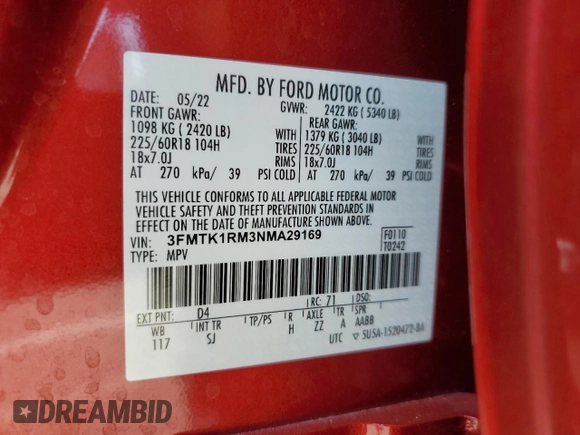 MFD. BY FORD MOTOR CO.
DATE: 05/22 GVWR: 2422 KG ( 5340 LB)
FRONT GAWR: REAR GAWR:
1098 KG ( 2420 LB) WITH 1379 KG ( 3040 LB) WITH
225/60R18 104H TIRES 225/60R18 104H TIRES
18x7.0J RIMS 18x7.0J RIMS
AT 270 kPa/ 39 PSI COLD AT 270 kPa/ 39 PSI COLD
THIS VEHICLE CONFORMS TO ALL APPLICABLE FEDERAL MOTOR
VEHICLE SAFETY AND THEFT PREVENTION STANDARDS IN
EFFECT ON THE DATE OF MANUFACTURE SHOWN ABOVE.
VIN: 3FMTK1RM3NMA29169 F0110
TYPE: MPV T0242
EXT PNT: D4 RC: 71 DSO:
WB INT TR TP/PS R AXLE TR SPR
117 SJ H ZZ A AABB
UTC ▽ 5U5A-1520472-BA
DREAMBID